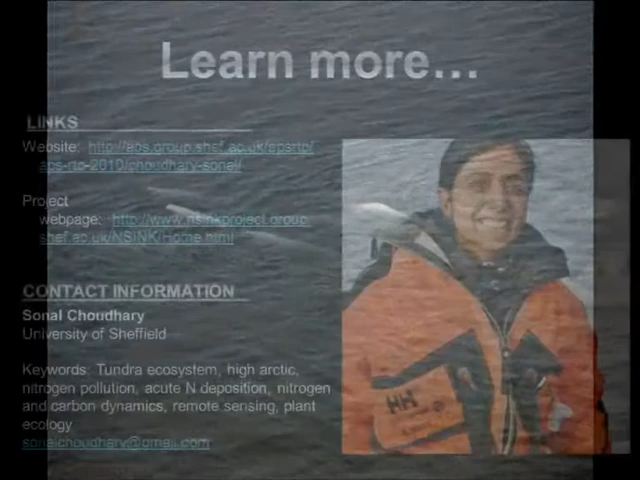 Learn more...
LINKS
Website: http://aps.group.shef.ac.uk/apsrtp/
aps-rtp-2010/choudhary-sonal/
Project
webpage: http://www.nsinkproject.group.
shef.ac.uk/NSINK/Home.html
CONTACT INFORMATION
Sonal Choudhary
University of Sheffield
Keywords: Tundra ecosystem, high arctic,
nitrogen pollution, acute N deposition, nitrogen
and carbon dynamics, remote sensing, plant
ecology
sonalchoudhary@gmail.com
HH